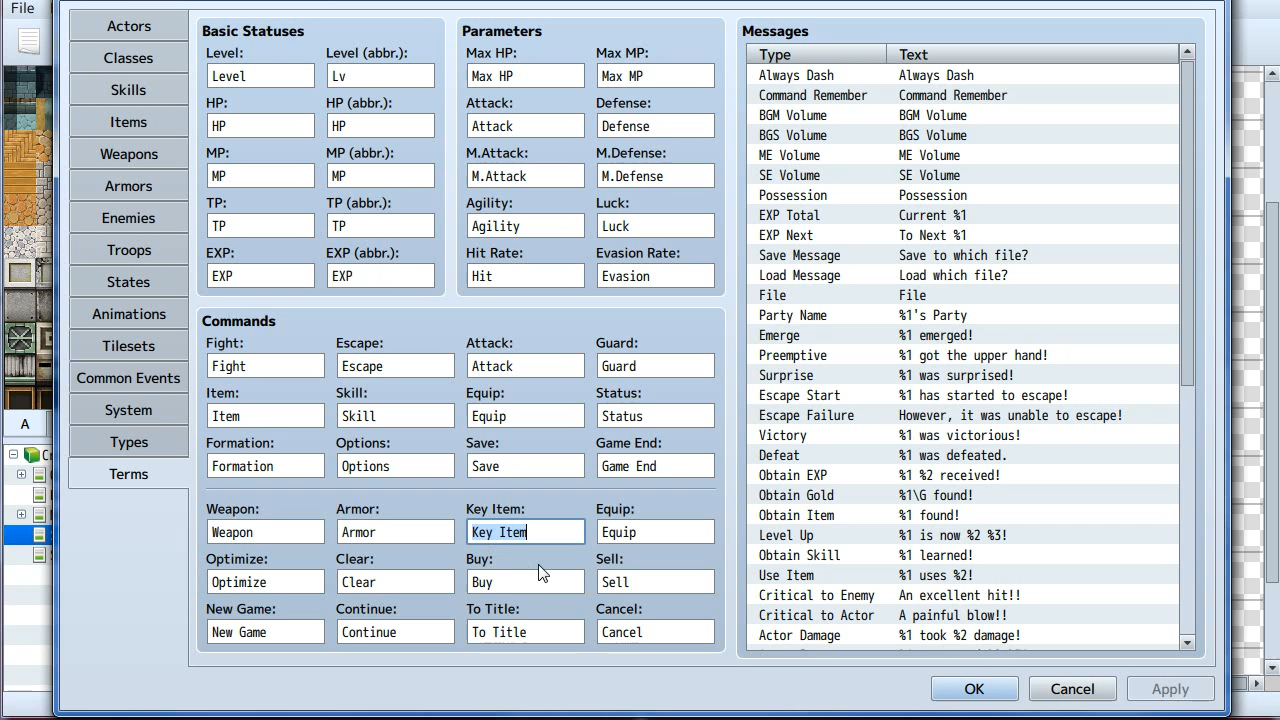 File
Actors
Classes
Skills
Items
Weapons
Armors
Enemies
Troops
States
Animations
Tilesets
Common Events
System
Types
Terms
A
Basic Statuses
Level: Level (abbr.):
Level Lv
HP: HP (abbr.):
HP HP
MP: MP (abbr.):
MP MP
TP: TP (abbr.):
TP TP
EXP: EXP (abbr.):
EXP EXP
Parameters
Max HP: Max MP:
Max HP Max MP
Attack: Defense:
Attack Defense
M.Attack: M.Defense:
M.Attack M.Defense
Agility: Luck:
Agility Luck
Hit Rate: Evasion Rate:
Hit Evasion
Commands
Fight: Escape: Attack: Guard:
Fight Escape Attack Guard
Item: Skill: Equip: Status:
Item Skill Equip Status
Formation: Options: Save: Game End:
Formation Options Save Game End
Weapon: Armor: Key Item: Equip:
Weapon Armor Key Item Equip
Optimize: Clear: Buy: Sell:
Optimize Clear Buy Sell
New Game: Continue: To Title: Cancel:
New Game Continue To Title Cancel
Messages
Type Text
Always Dash Always Dash
Command Remember Command Remember
BGM Volume BGM Volume
BGS Volume BGS Volume
ME Volume ME Volume
SE Volume SE Volume
Possession Possession
EXP Total Current %1
EXP Next To Next %1
Save Message Save to which file?
Load Message Load which file?
File File
Party Name %1's Party
Emerge %1 emerged!
Preemptive %1 got the upper hand!
Surprise %1 was surprised!
Escape Start %1 has started to escape!
Escape Failure However, it was unable to escape!
Victory %1 was victorious!
Defeat %1 was defeated.
Obtain EXP %1 %2 received!
Obtain Gold %1\G found!
Obtain Item %1 found!
Level Up %1 is now %2 %3!
Obtain Skill %1 learned!
Use Item %1 uses %2!
Critical to Enemy An excellent hit!!
Critical to Actor A painful blow!!
Actor Damage %1 took %2 damage!
OK Cancel Apply